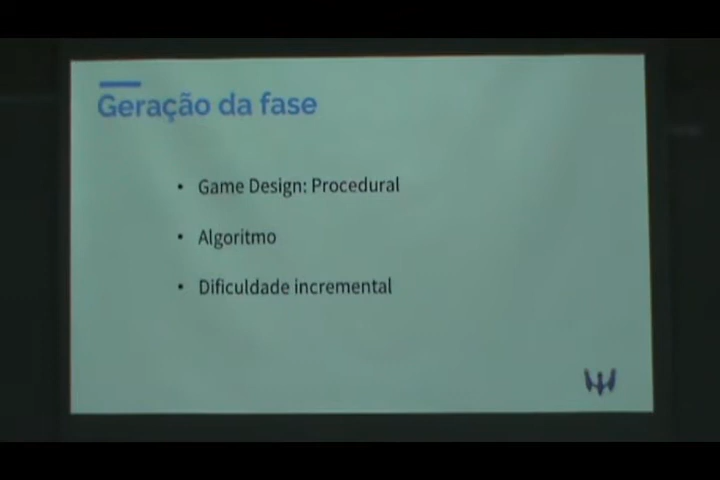 Geração da fase
• Game Design: Procedural
• Algoritmo
• Dificuldade incremental